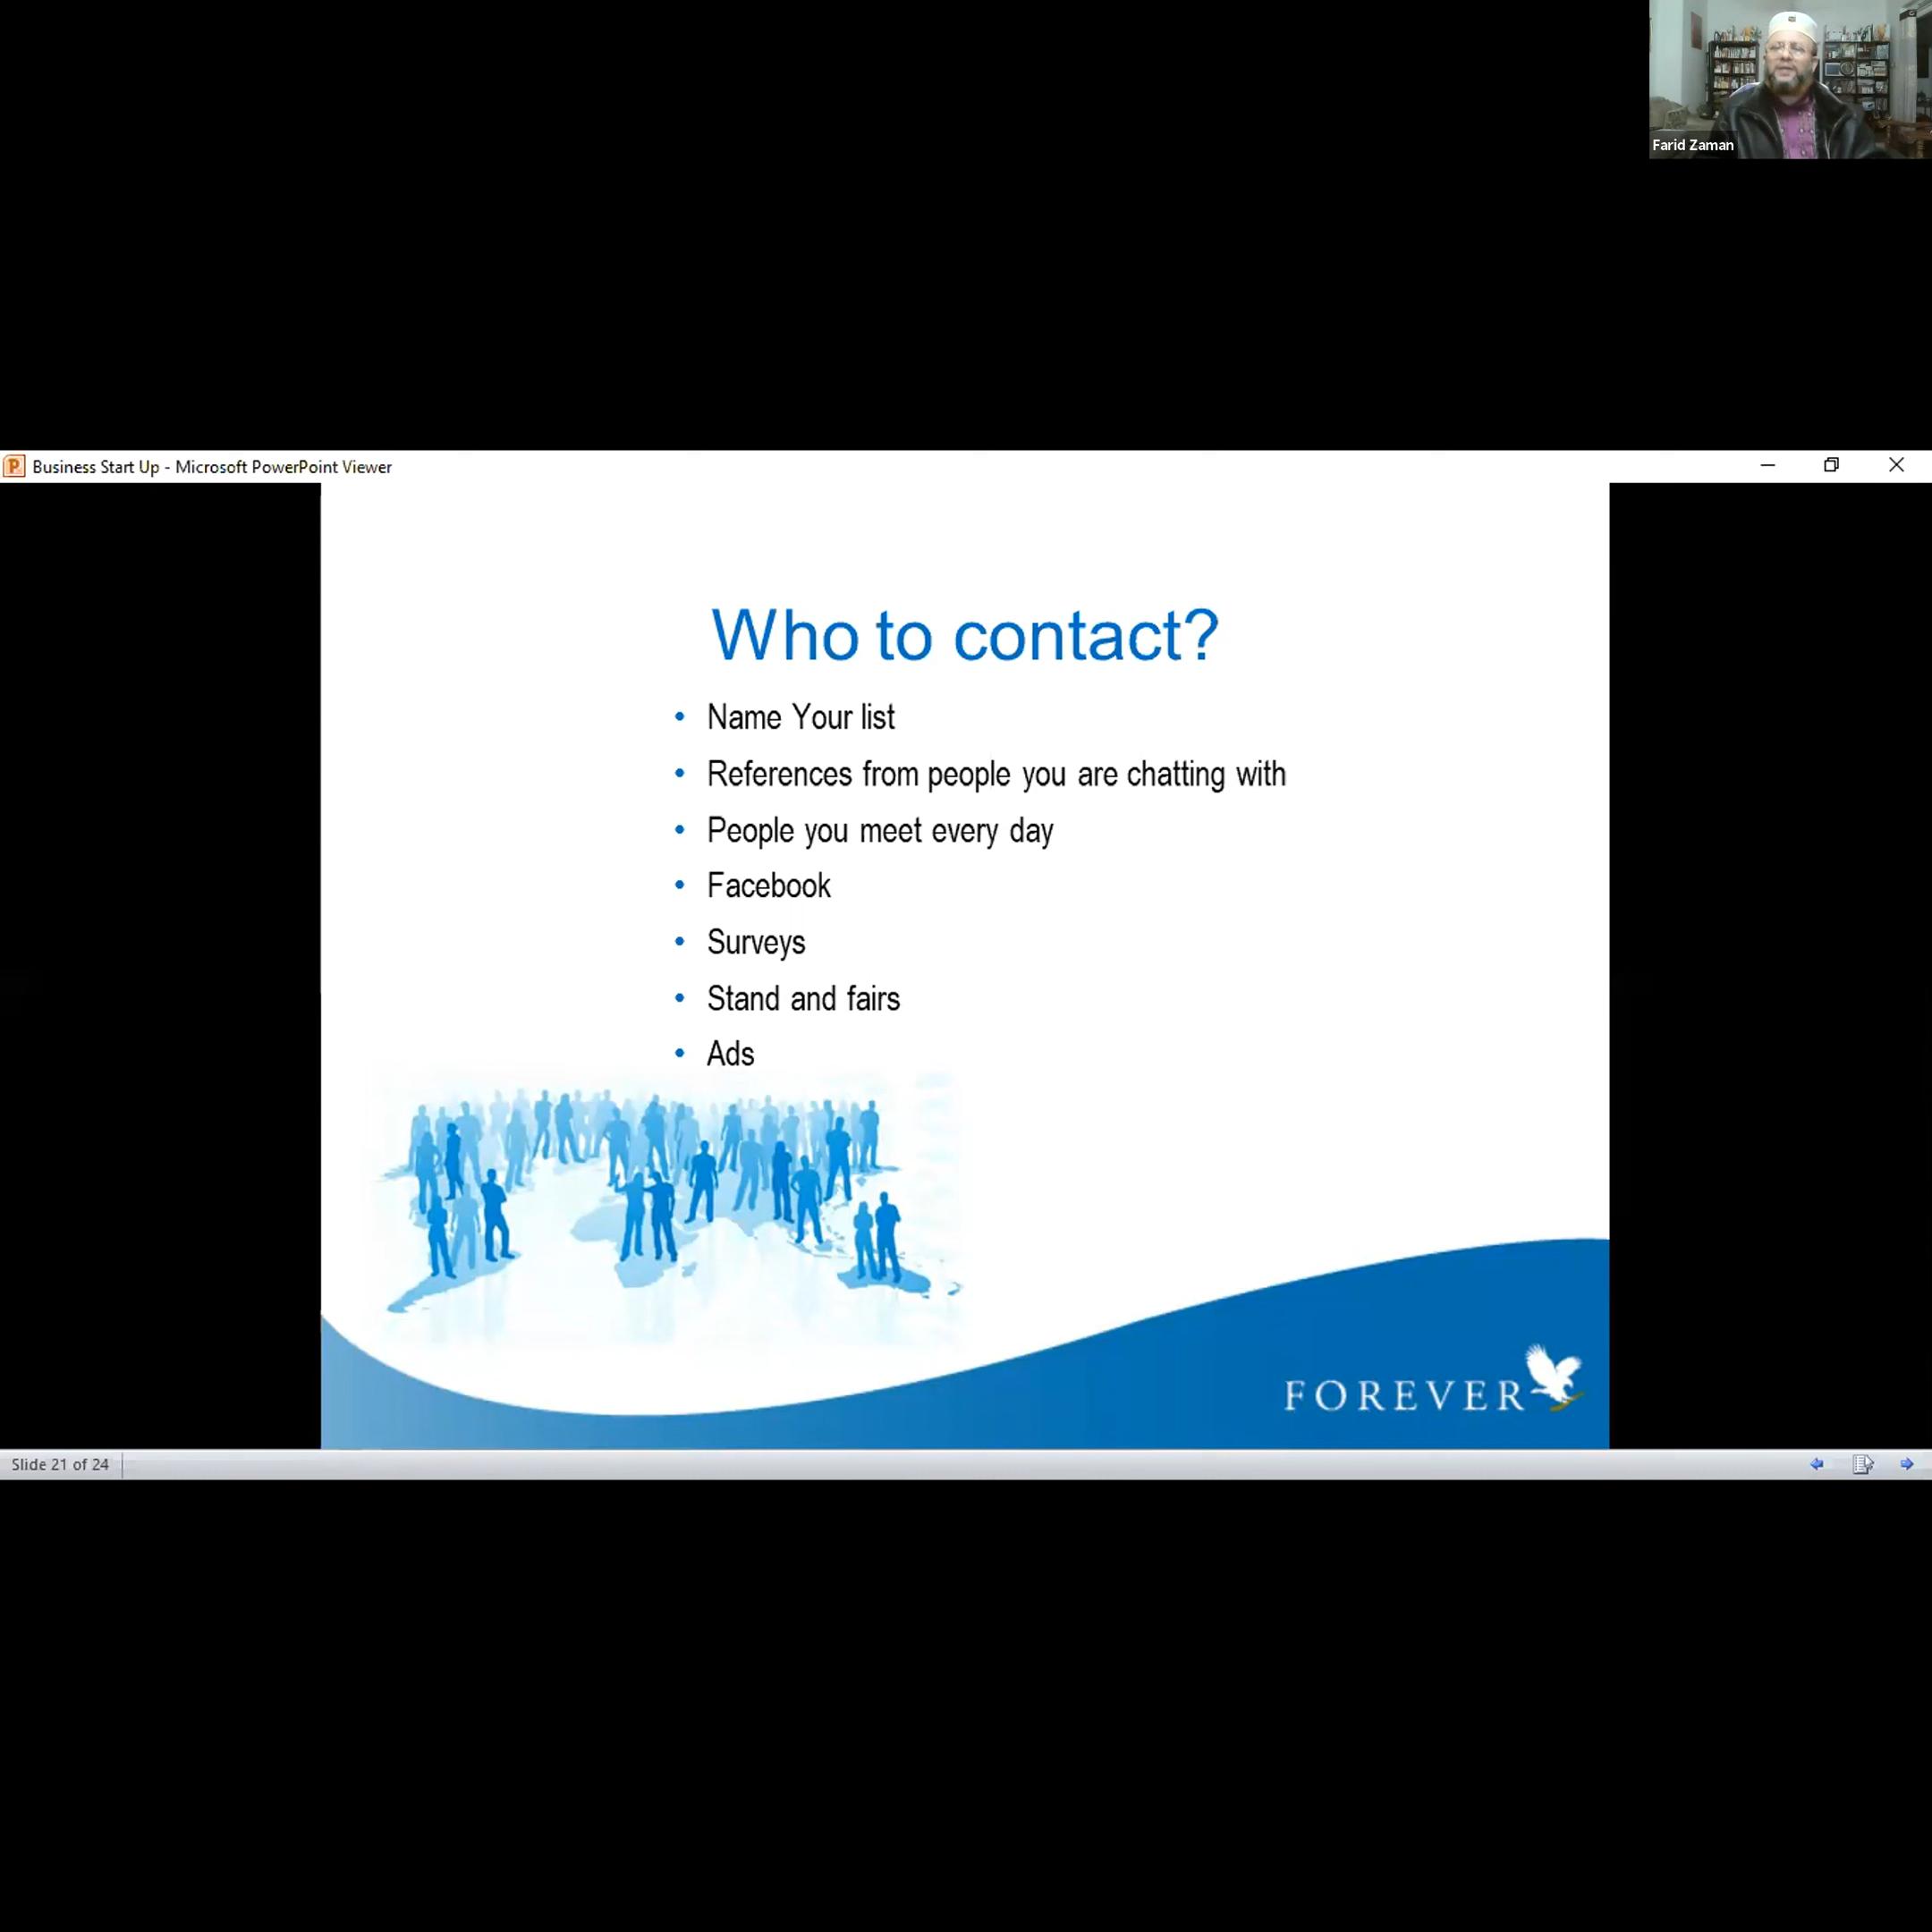 Farid Zaman
Business Start Up - Microsoft PowerPoint Viewer
Who to contact?
• Name Your list
• References from people you are chatting with
• People you meet every day
• Facebook
• Surveys
• Stand and fairs
• Ads
FOREVER
Slide 21 of 24